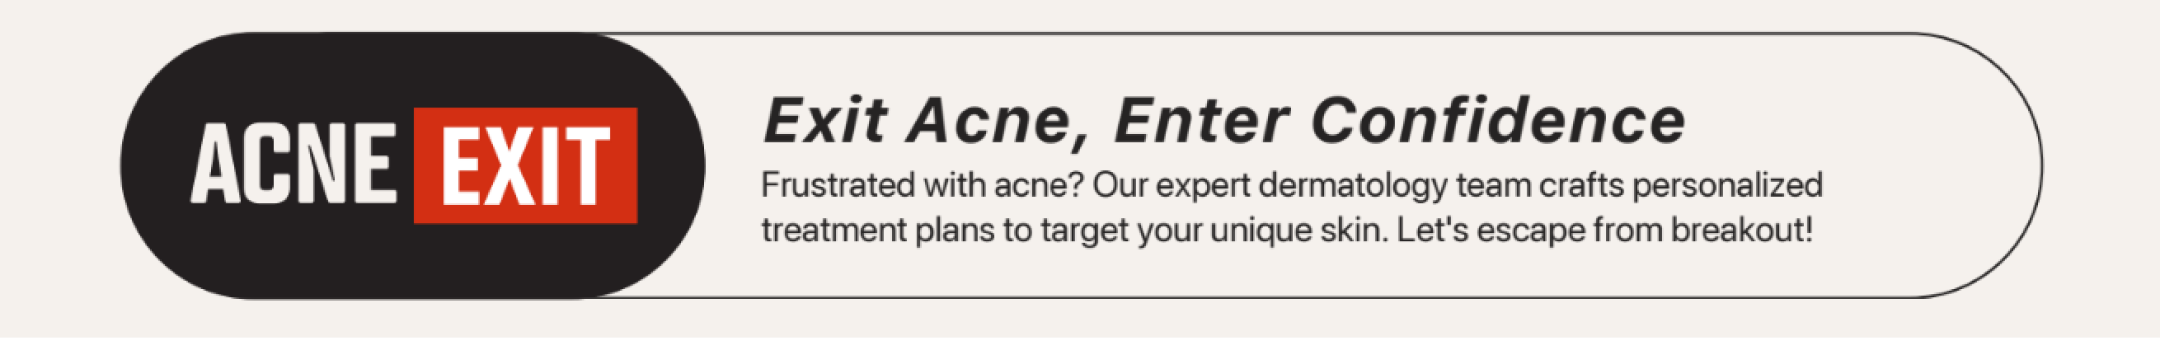 ACNE EXIT
Exit Acne, Enter Confidence
Frustrated with acne? Our expert dermatology team crafts personalized
treatment plans to target your unique skin. Let's escape from breakout!